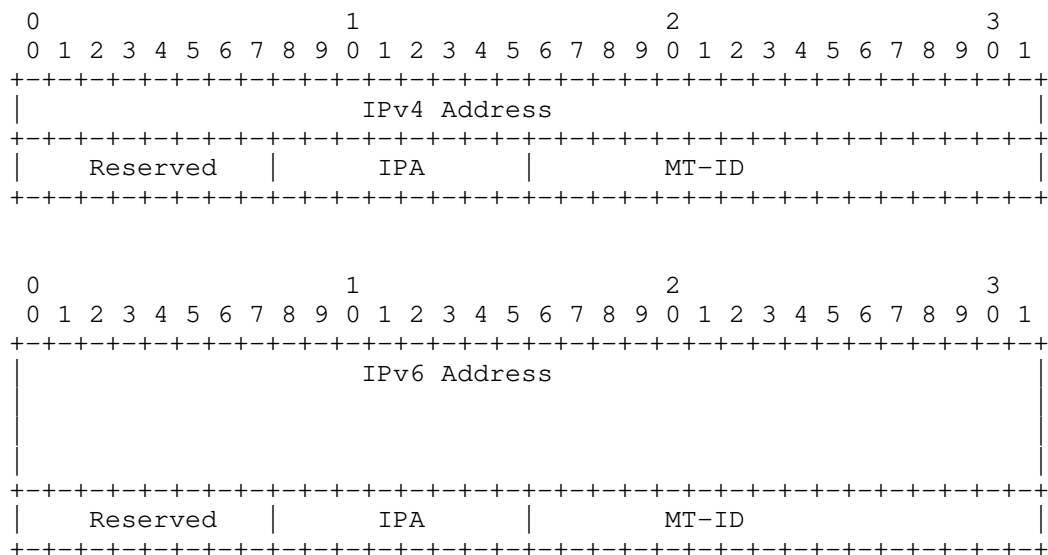 0                   1                   2                   3
 0 1 2 3 4 5 6 7 8 9 0 1 2 3 4 5 6 7 8 9 0 1 2 3 4 5 6 7 8 9 0 1
+-+-+-+-+-+-+-+-+-+-+-+-+-+-+-+-+-+-+-+-+-+-+-+-+-+-+-+-+-+-+-+-+
|                     IPv4 Address                              |
+-+-+-+-+-+-+-+-+-+-+-+-+-+-+-+-+-+-+-+-+-+-+-+-+-+-+-+-+-+-+-+-+
|    Reserved   |      IPA      |        MT-ID                  |
+-+-+-+-+-+-+-+-+-+-+-+-+-+-+-+-+-+-+-+-+-+-+-+-+-+-+-+-+-+-+-+-+
 0                   1                   2                   3
 0 1 2 3 4 5 6 7 8 9 0 1 2 3 4 5 6 7 8 9 0 1 2 3 4 5 6 7 8 9 0 1
+-+-+-+-+-+-+-+-+-+-+-+-+-+-+-+-+-+-+-+-+-+-+-+-+-+-+-+-+-+-+-+-+
|                     IPv6 Address                              |
|                                                               |
|                                                               |
|                                                               |
+-+-+-+-+-+-+-+-+-+-+-+-+-+-+-+-+-+-+-+-+-+-+-+-+-+-+-+-+-+-+-+-+
|    Reserved   |      IPA      |        MT-ID                  |
+-+-+-+-+-+-+-+-+-+-+-+-+-+-+-+-+-+-+-+-+-+-+-+-+-+-+-+-+-+-+-+-+